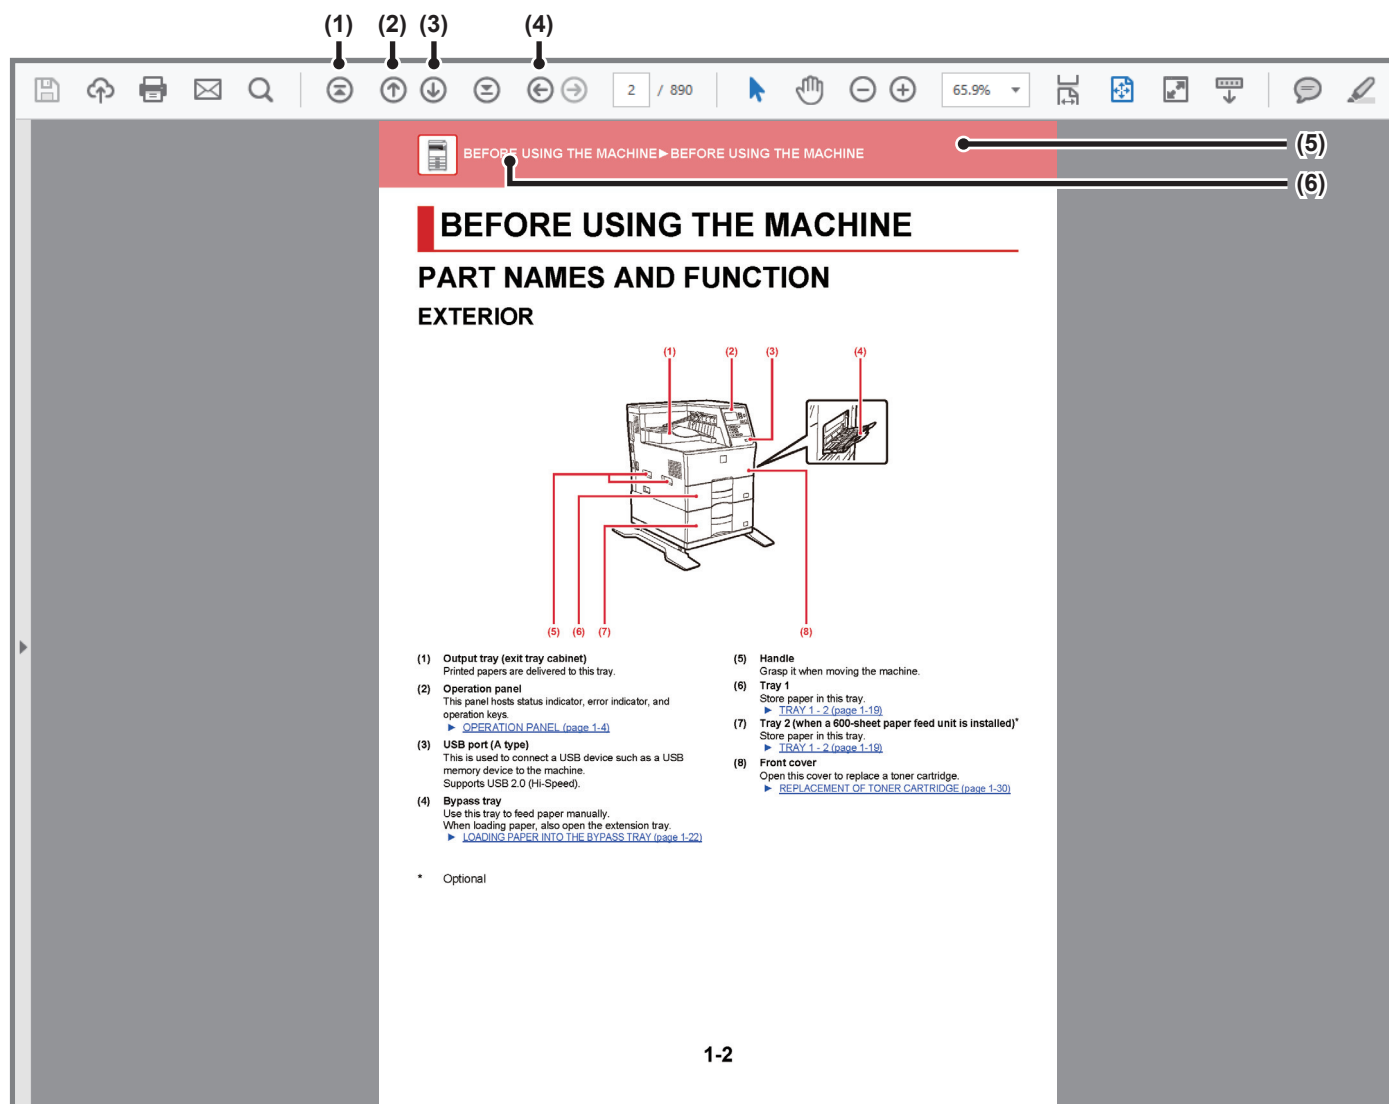 (1) (2) (3) (4)
2 / 890 65.9%
BEFORE USING THE MACHINE►BEFORE USING THE MACHINE
(5)
(6)
BEFORE USING THE MACHINE
PART NAMES AND FUNCTION
EXTERIOR
(1) (2) (3) (4)
(5) (6) (7) (8)
(1) Output tray (exit tray cabinet)
Printed papers are delivered to this tray.
(2) Operation panel
This panel hosts status indicator, error indicator, and
operation keys.
► OPERATION PANEL (page 1-4)
(3) USB port (A type)
This is used to connect a USB device such as a USB
memory device to the machine.
Supports USB 2.0 (Hi-Speed).
(4) Bypass tray
Use this tray to feed paper manually.
When loading paper, also open the extension tray.
► LOADING PAPER INTO THE BYPASS TRAY (page 1-22)
(5) Handle
Grasp it when moving the machine.
(6) Tray 1
Store paper in this tray.
► TRAY 1 - 2 (page 1-19)
(7) Tray 2 (when a 600-sheet paper feed unit is installed)*
Store paper in this tray.
► TRAY 1 - 2 (page 1-19)
(8) Front cover
Open this cover to replace a toner cartridge.
► REPLACEMENT OF TONER CARTRIDGE (page 1-30)
* Optional
1-2